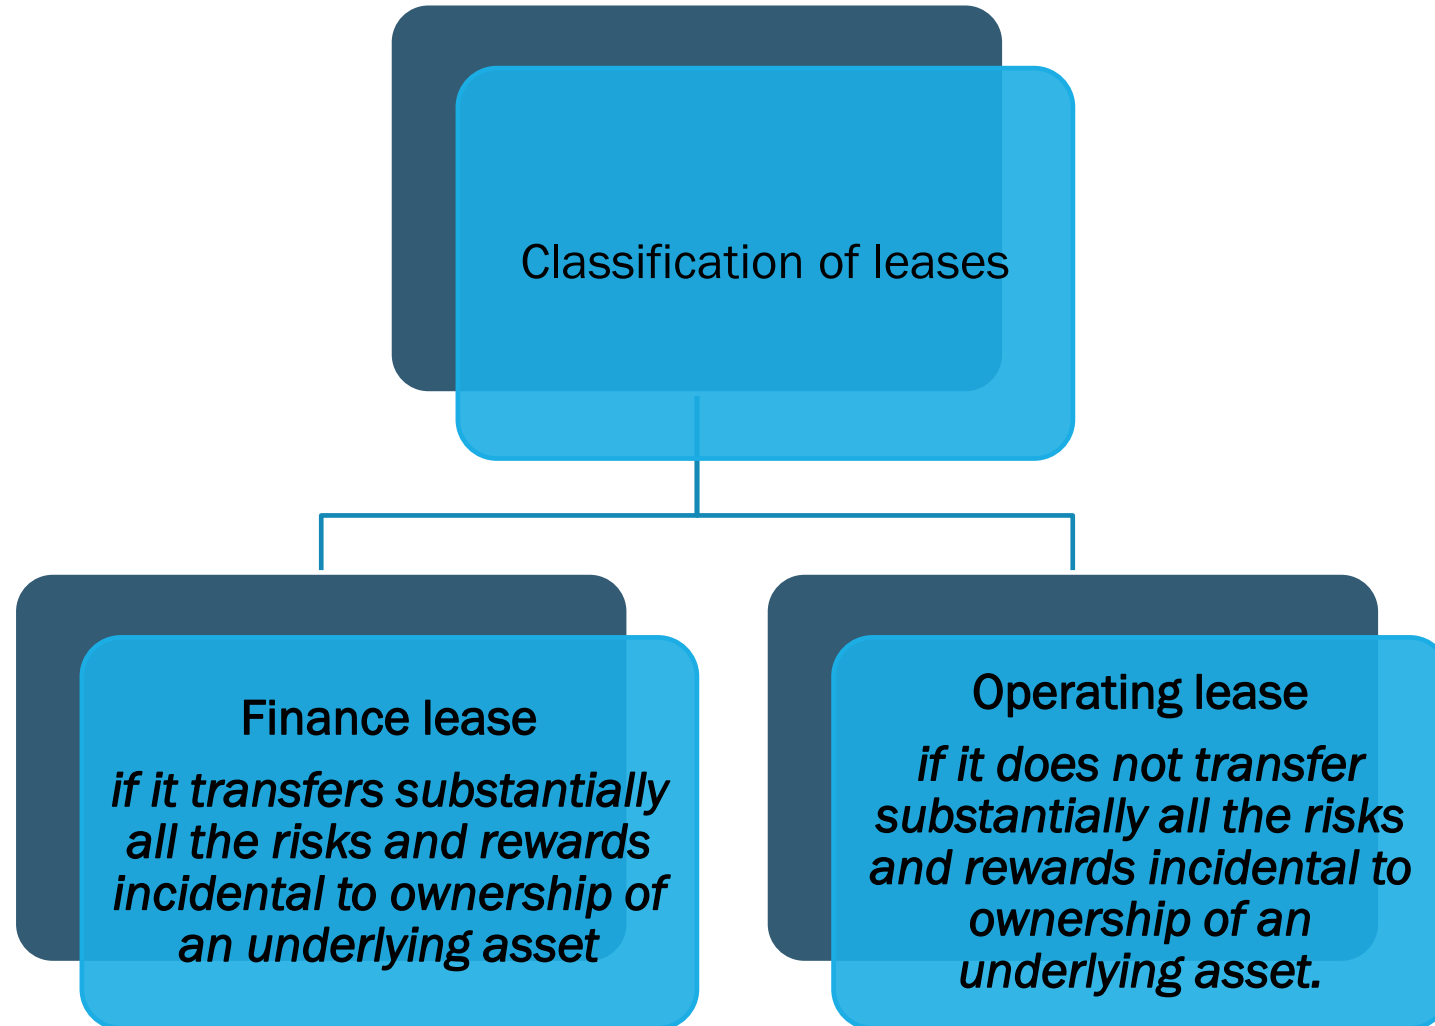 Classification of leases
Finance lease
if it transfers substantially
all the risks and rewards
incidental to ownership of
an underlying asset
Operating lease
if it does not transfer
substantially all the risks
and rewards incidental to
ownership of an
underlying asset.